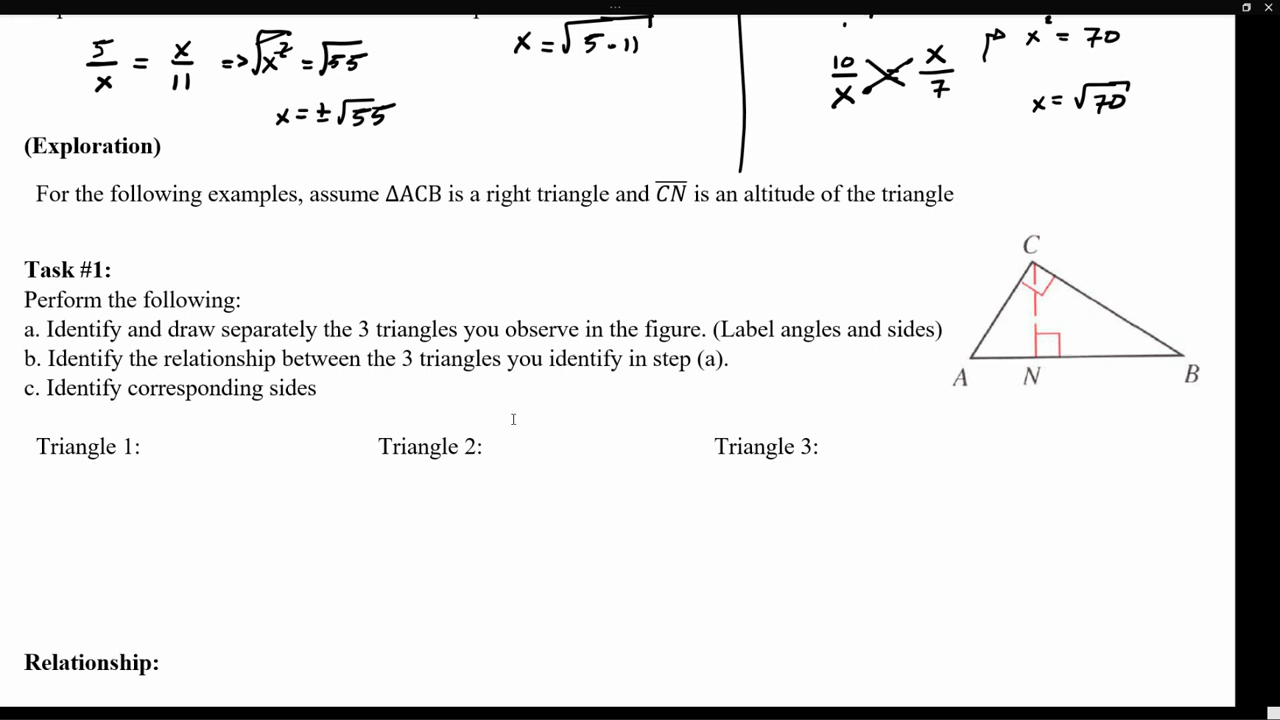 5/x = x/11 => √x² = √55
x = ± √55
x = √5 · 11
10/x = x/7
x² = 70
x = √70
(Exploration)
For the following examples, assume ΔACB is a right triangle and C̅N̅ is an altitude of the triangle
Task #1:
Perform the following:
a. Identify and draw separately the 3 triangles you observe in the figure. (Label angles and sides)
b. Identify the relationship between the 3 triangles you identify in step (a).
c. Identify corresponding sides
C
A N B
Triangle 1: Triangle 2: Triangle 3:
Relationship: